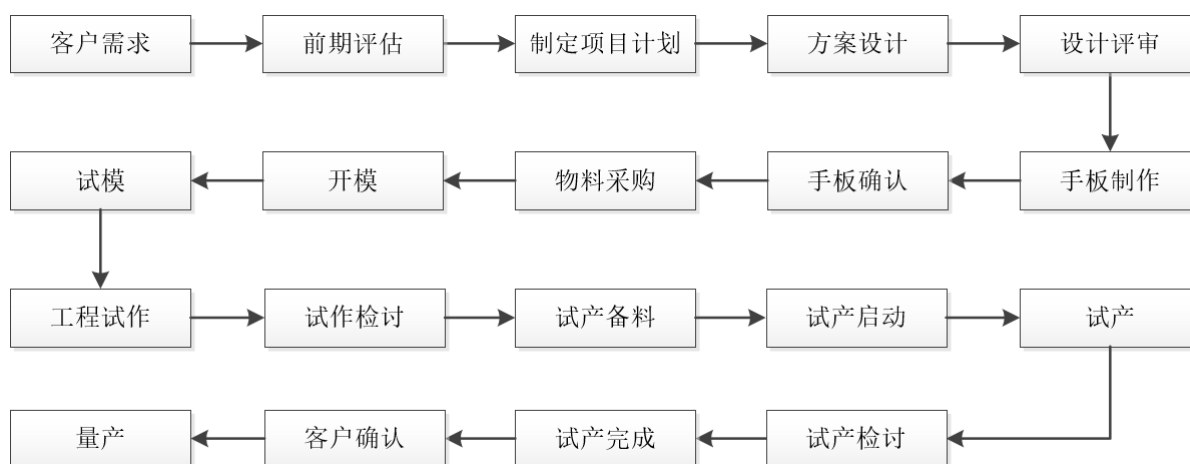 客户需求
前期评估
制定项目计划
方案设计
设计评审
手板制作
手板确认
物料采购
开模
试模
工程试作
试作检讨
试产备料
试产启动
试产
试产检讨
试产完成
客户确认
量产